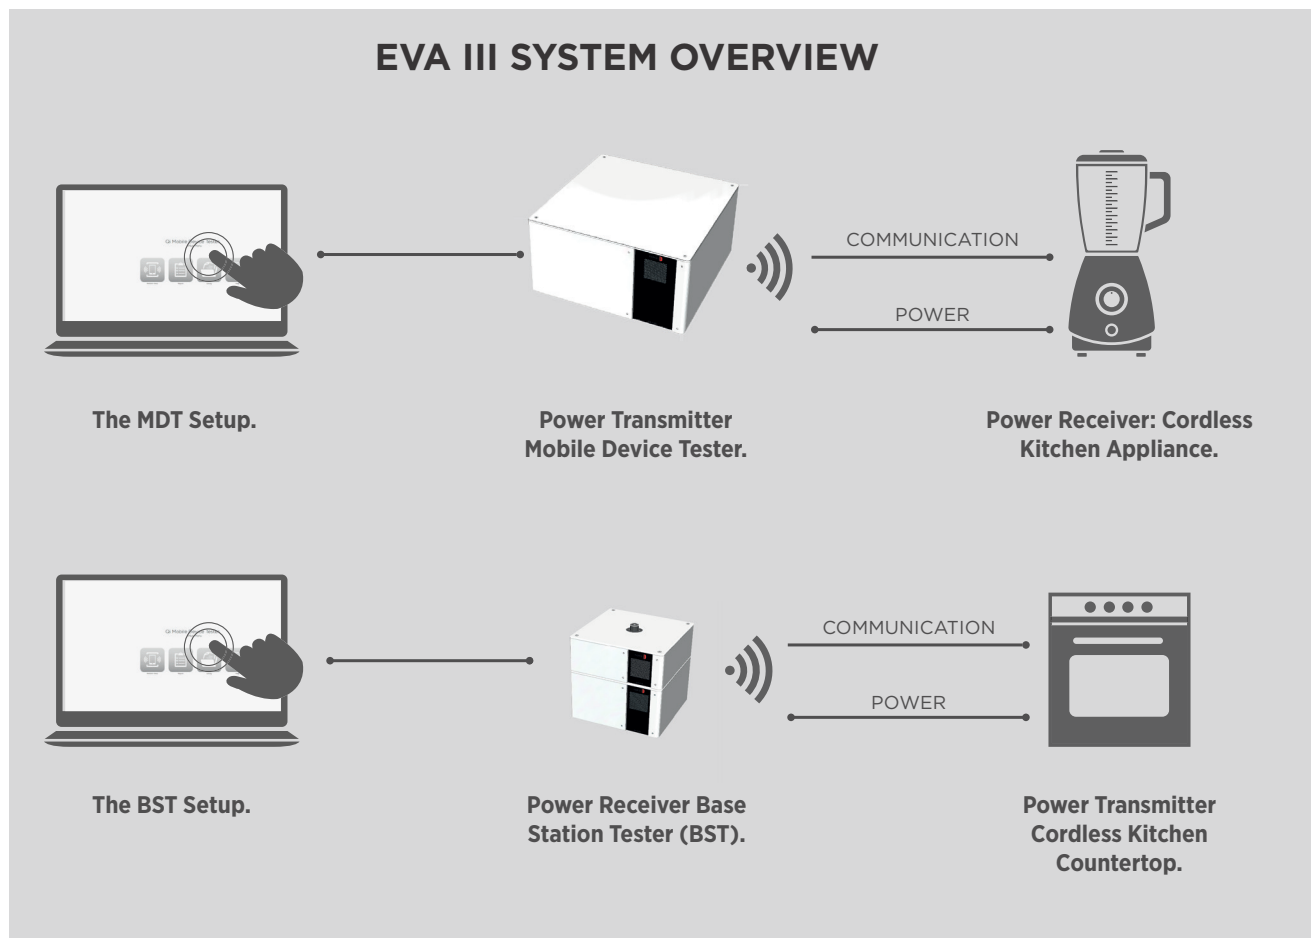 EVA III SYSTEM OVERVIEW
COMMUNICATION
POWER
The MDT Setup.
Power Transmitter
Mobile Device Tester.
Power Receiver: Cordless
Kitchen Appliance.
COMMUNICATION
POWER
The BST Setup.
Power Receiver Base
Station Tester (BST).
Power Transmitter
Cordless Kitchen
Countertop.